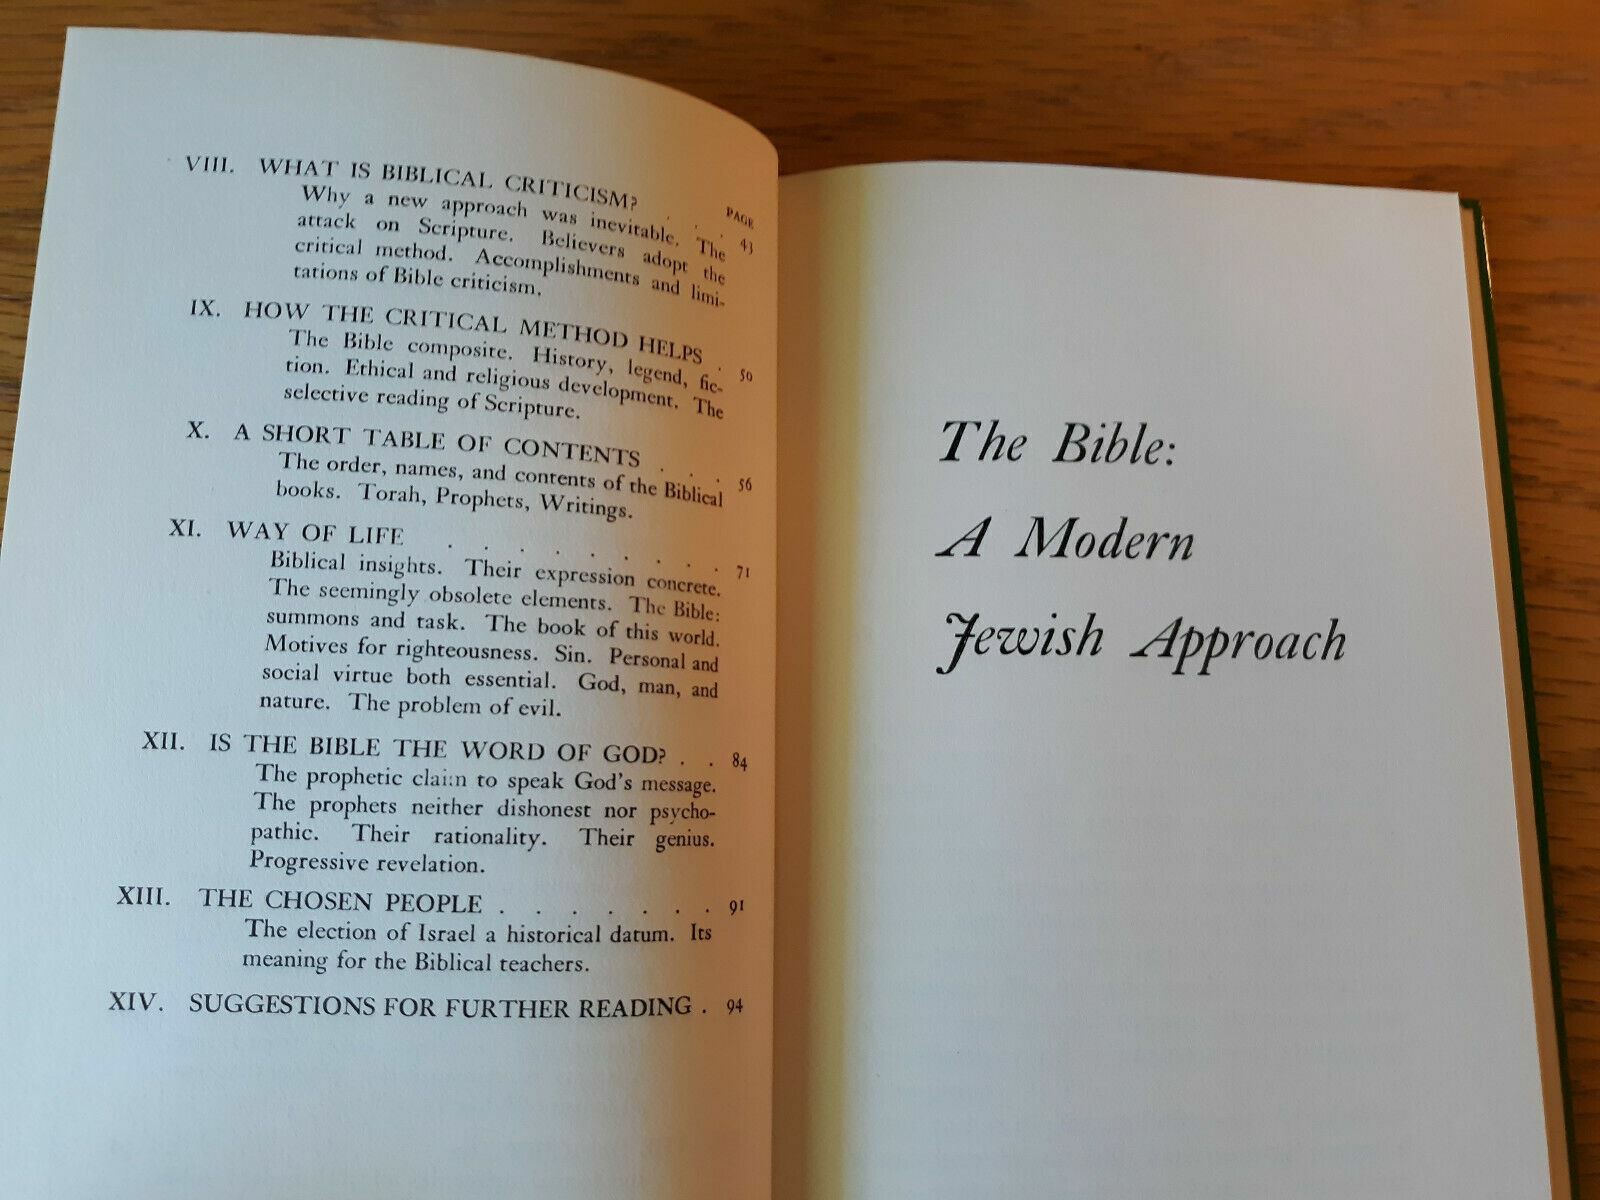 PAGE
VIII. WHAT IS BIBLICAL CRITICISM? . . 43
Why a new approach was inevitable. The
attack on Scripture. Believers adopt the
critical method. Accomplishments and limi-
tations of Bible criticism.
IX. HOW THE CRITICAL METHOD HELPS . 50
The Bible composite. History, legend, fic-
tion. Ethical and religious development. The
selective reading of Scripture.
X. A SHORT TABLE OF CONTENTS . . . 56
The order, names, and contents of the Biblical
books. Torah, Prophets, Writings.
XI. WAY OF LIFE . . . . . . . 71
Biblical insights. Their expression concrete.
The seemingly obsolete elements. The Bible:
summons and task. The book of this world.
Motives for righteousness. Sin. Personal and
social virtue both essential. God, man, and
nature. The problem of evil.
XII. IS THE BIBLE THE WORD OF GOD? . . 84
The prophetic claim to speak God's message.
The prophets neither dishonest nor psycho-
pathic. Their rationality. Their genius.
Progressive revelation.
XIII. THE CHOSEN PEOPLE . . . . . . . 91
The election of Israel a historical datum. Its
meaning for the Biblical teachers.
XIV. SUGGESTIONS FOR FURTHER READING . 94
The Bible:
A Modern
Jewish Approach